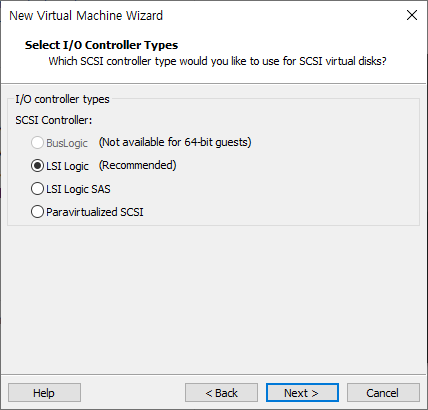 New Virtual Machine Wizard
Select I/O Controller Types
Which SCSI controller type would you like to use for SCSI virtual disks?
I/O controller types
SCSI Controller:
BusLogic (Not available for 64-bit guests)
LSI Logic (Recommended)
LSI Logic SAS
Paravirtualized SCSI
Help < Back Next > Cancel